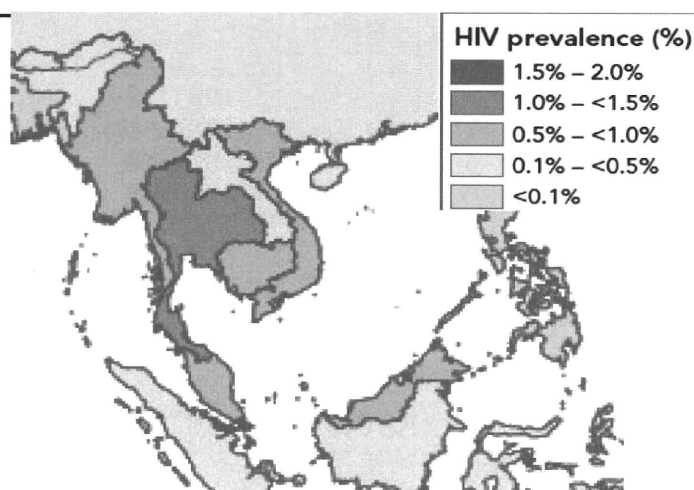 HIV prevalence (%)
1.5% – 2.0%
1.0% – <1.5%
0.5% – <1.0%
0.1% – <0.5%
<0.1%